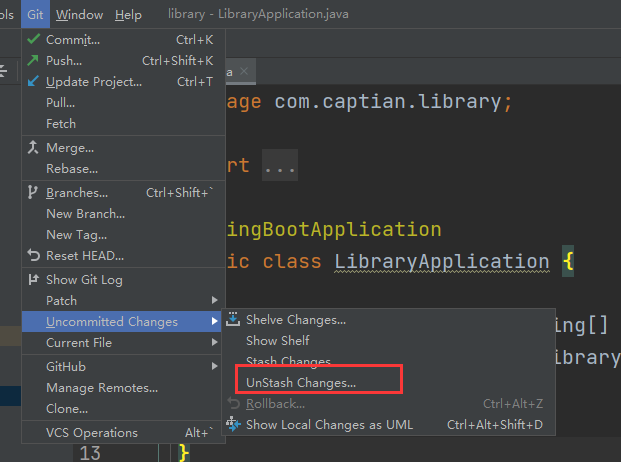 ols Git Window Help library - LibraryApplication.java
Commit... Ctrl+K
Push... Ctrl+Shift+K
Update Project... Ctrl+T
Pull...
Fetch
Merge...
Rebase...
Branches... Ctrl+Shift+`
New Branch...
New Tag...
Reset HEAD...
Show Git Log
Patch
Uncommitted Changes
Current File
GitHub
Manage Remotes...
Clone...
VCS Operations Alt+`
Shelve Changes...
Show Shelf
Stash Changes...
UnStash Changes...
Rollback... Ctrl+Alt+Z
Show Local Changes as UML Ctrl+Alt+Shift+D
a
age com.captian.library;
rt ...
ingBootApplication
ic class LibraryApplication {
ing[]
ibrary
13 }